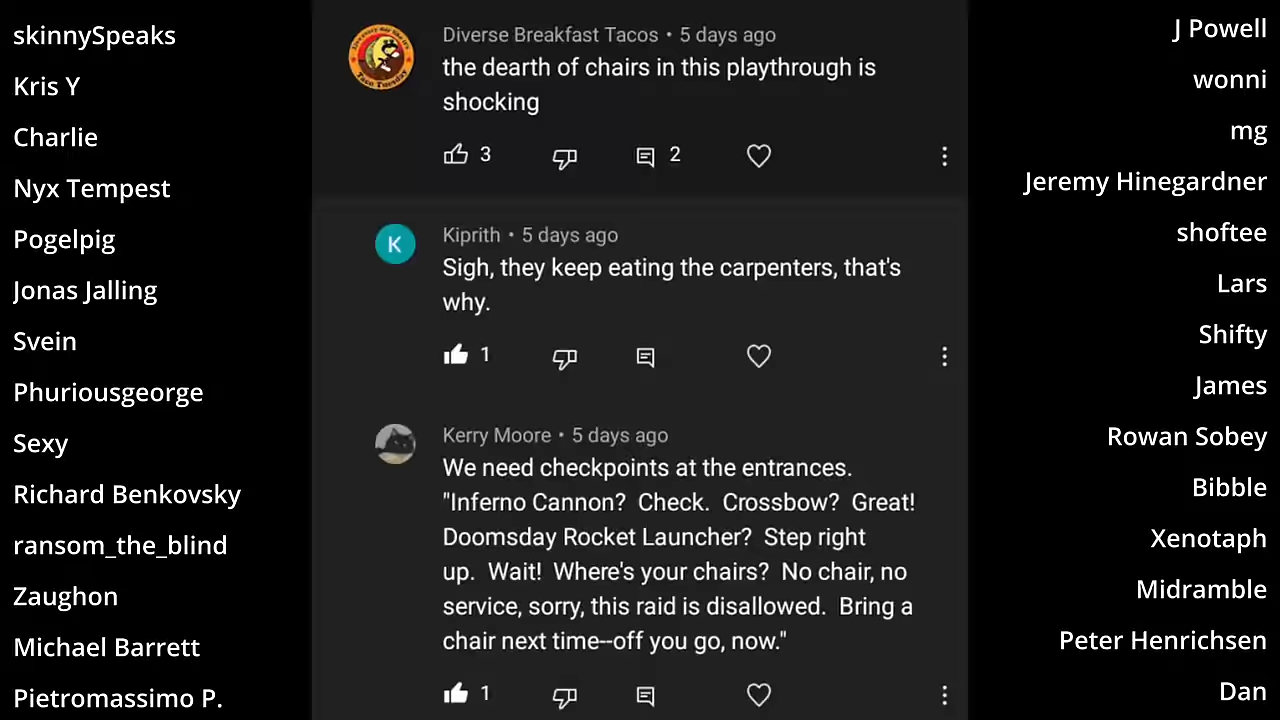 skinnySpeaks
Kris Y
Charlie
Nyx Tempest
Pogelpig
Jonas Jalling
Svein
Phuriousgeorge
Sexy
Richard Benkovsky
ransom_the_blind
Zaughon
Michael Barrett
Pietromassimo P.
Diverse Breakfast Tacos • 5 days ago
the dearth of chairs in this playthrough is
shocking
3
2
K
Kiprith • 5 days ago
Sigh, they keep eating the carpenters, that's
why.
1
Kerry Moore • 5 days ago
We need checkpoints at the entrances.
"Inferno Cannon?  Check.  Crossbow?  Great!
Doomsday Rocket Launcher?  Step right
up.  Wait!  Where's your chairs?  No chair, no
service, sorry, this raid is disallowed.  Bring a
chair next time--off you go, now."
1
J Powell
wonni
mg
Jeremy Hinegardner
shoftee
Lars
Shifty
James
Rowan Sobey
Bibble
Xenotaph
Midramble
Peter Henrichsen
Dan